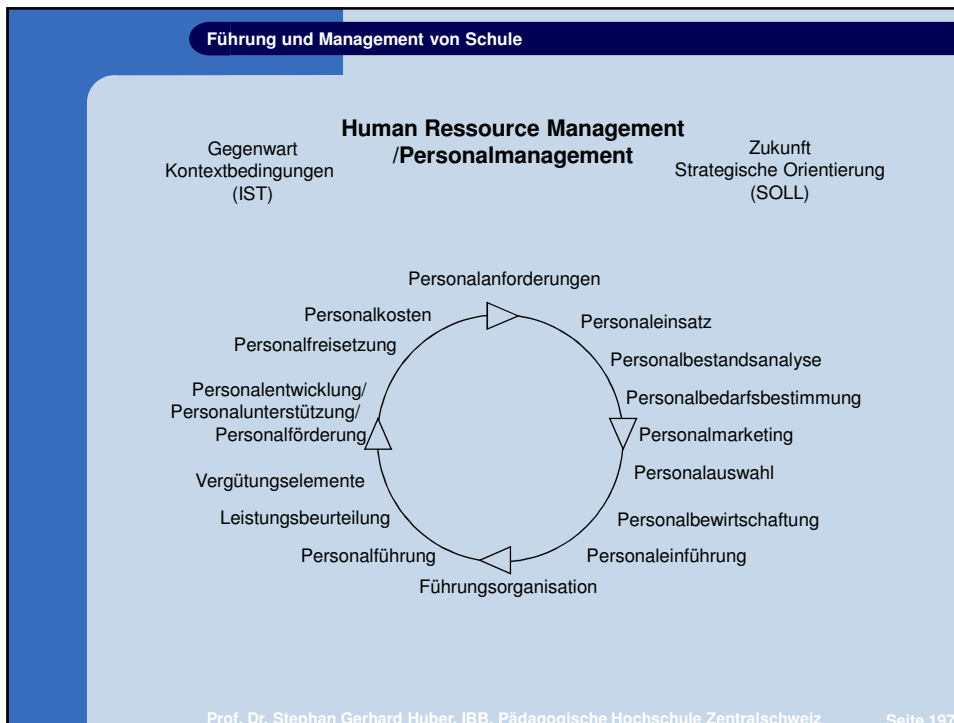 Führung und Management von Schule
Human Ressource Management
/Personalmanagement
Gegenwart
Kontextbedingungen
(IST)
Zukunft
Strategische Orientierung
(SOLL)
Personalanforderungen
Personaleinsatz
Personalbestandsanalyse
Personalbedarfsbestimmung
Personalmarketing
Personalauswahl
Personalbewirtschaftung
Personaleinführung
Führungsorganisation
Personalführung
Leistungsbeurteilung
Vergütungselemente
Personalentwicklung/
Personalunterstützung/
Personalförderung
Personalfreisetzung
Personalkosten
Prof. Dr. Stephan Gerhard Huber, IBB, Pädagogische Hochschule Zentralschweiz Seite 197